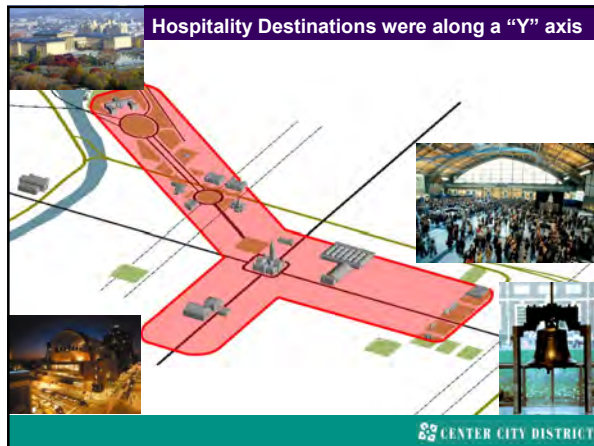 Hospitality Destinations were along a “Y” axis
CENTER CITY DISTRICT